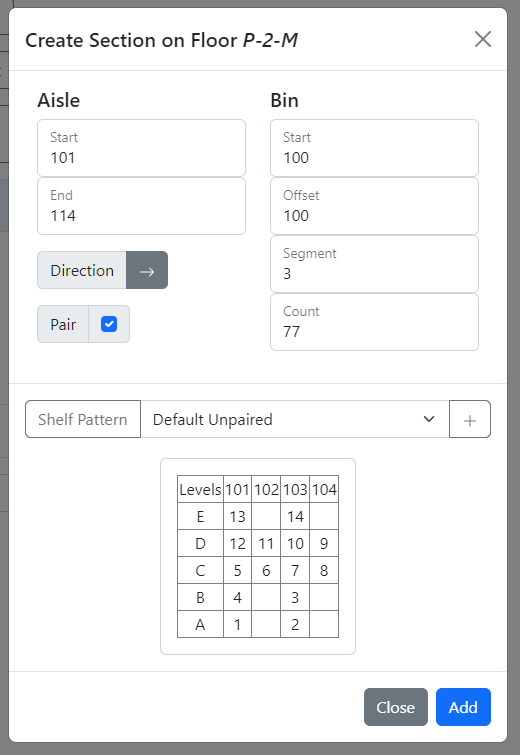 Create Section on Floor P-2-M
Aisle
Start
101
End
114
Direction →
Pair
Bin
Start
100
Offset
100
Segment
3
Count
77
Shelf Pattern Default Unpaired +
Levels 101 102 103 104
E 13 14
D 12 11 10 9
C 5 6 7 8
B 4 3
A 1 2
Close Add